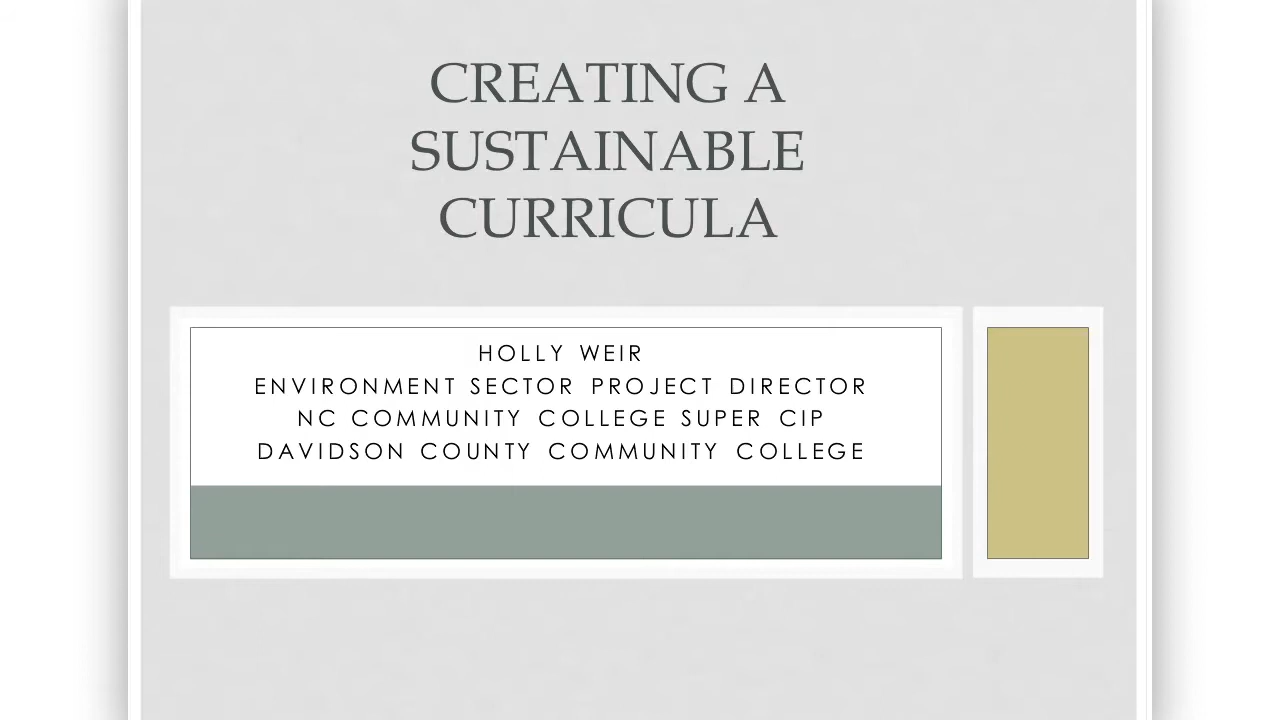 CREATING A
SUSTAINABLE
CURRICULA
HOLLY WEIR
ENVIRONMENT SECTOR PROJECT DIRECTOR
NC COMMUNITY COLLEGE SUPER CIP
DAVIDSON COUNTY COMMUNITY COLLEGE